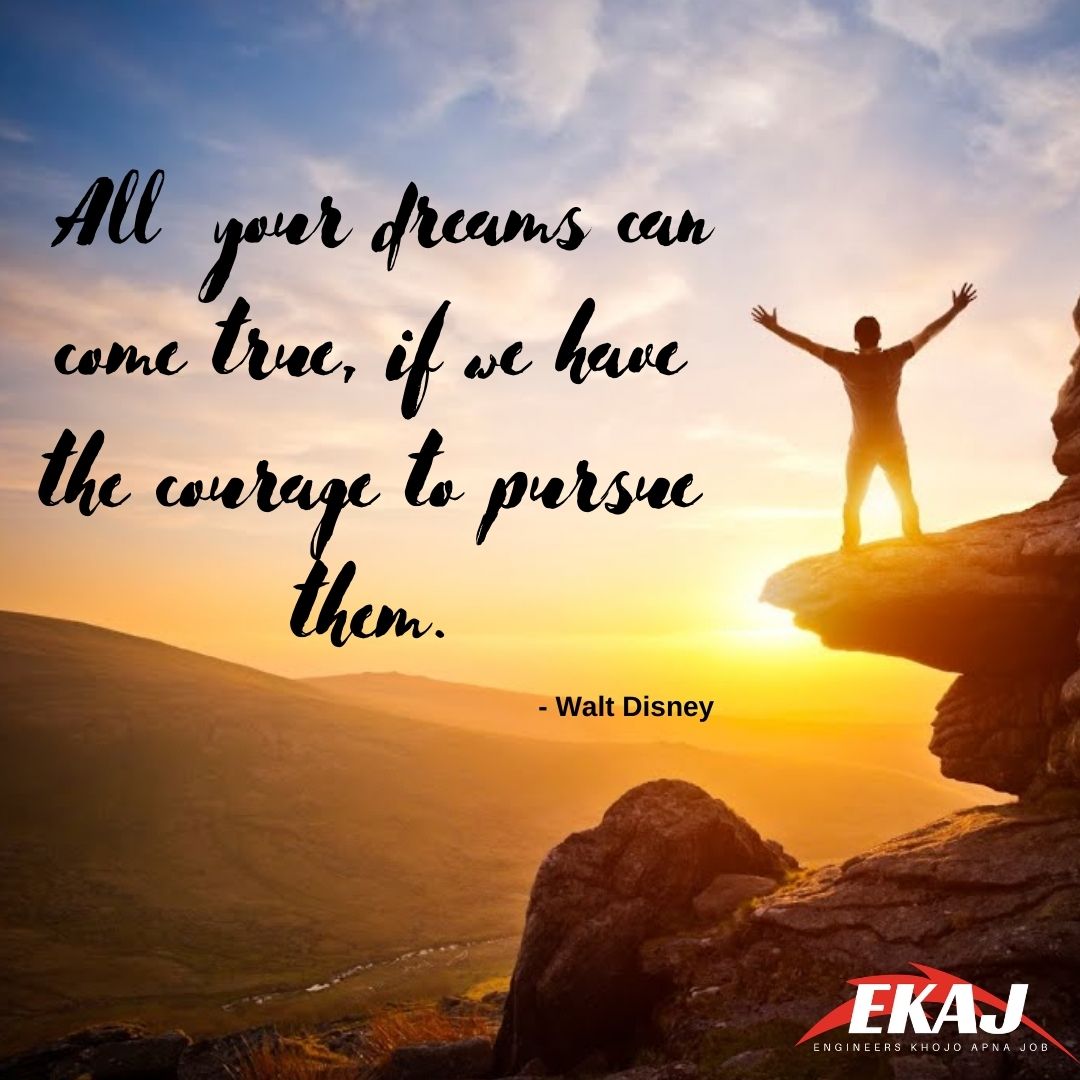 All your dreams can
come true, if we have
the courage to pursue
them.
- Walt Disney
EKAJ
ENGINEERS KHOJO APNA JOB